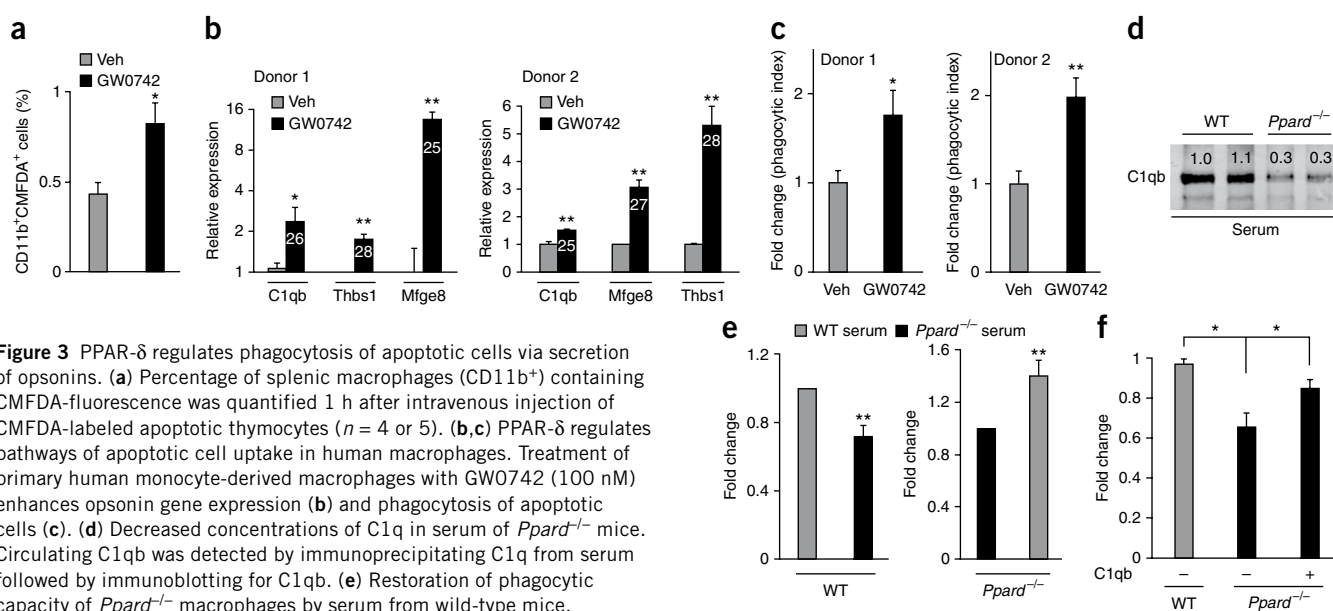 a
Veh
GW0742
CD11b+CMFDA+ cells (%)
1
0.5
0
*
b
Donor 1
Veh
GW0742
Relative expression
16
8
4
2
1
*
26
**
28
**
25
C1qb Thbs1 Mfge8
Donor 2
Veh
GW0742
Relative expression
6
5
4
3
2
1
0
**
25
**
27
**
28
C1qb Mfge8 Thbs1
c
Donor 1
Fold change (phagocytic index)
2
1
0
*
Veh GW0742
Donor 2
Fold change (phagocytic index)
2
1
0
**
Veh GW0742
d
WT Ppard–/–
1.0 1.1 0.3 0.3
C1qb
Serum
Figure 3 PPAR-δ regulates phagocytosis of apoptotic cells via secretion
of opsonins. (a) Percentage of splenic macrophages (CD11b+) containing
CMFDA-fluorescence was quantified 1 h after intravenous injection of
CMFDA-labeled apoptotic thymocytes (n = 4 or 5). (b,c) PPAR-δ regulates
pathways of apoptotic cell uptake in human macrophages. Treatment of
primary human monocyte-derived macrophages with GW0742 (100 nM)
enhances opsonin gene expression (b) and phagocytosis of apoptotic
cells (c). (d) Decreased concentrations of C1q in serum of Ppard–/– mice.
Circulating C1qb was detected by immunoprecipitating C1q from serum
followed by immunoblotting for C1qb. (e) Restoration of phagocytic
capacity of Ppard–/– macrophages by serum from wild-type mice.
e
WT serum Ppard–/– serum
Fold change
1.2
0.8
0.4
0
**
WT
Fold change
1.6
1.2
0.8
0.4
0
**
Ppard–/–
f
* *
Fold change
1
0.8
0.6
0.4
0.2
0
C1qb – – +
WT Ppard–/–